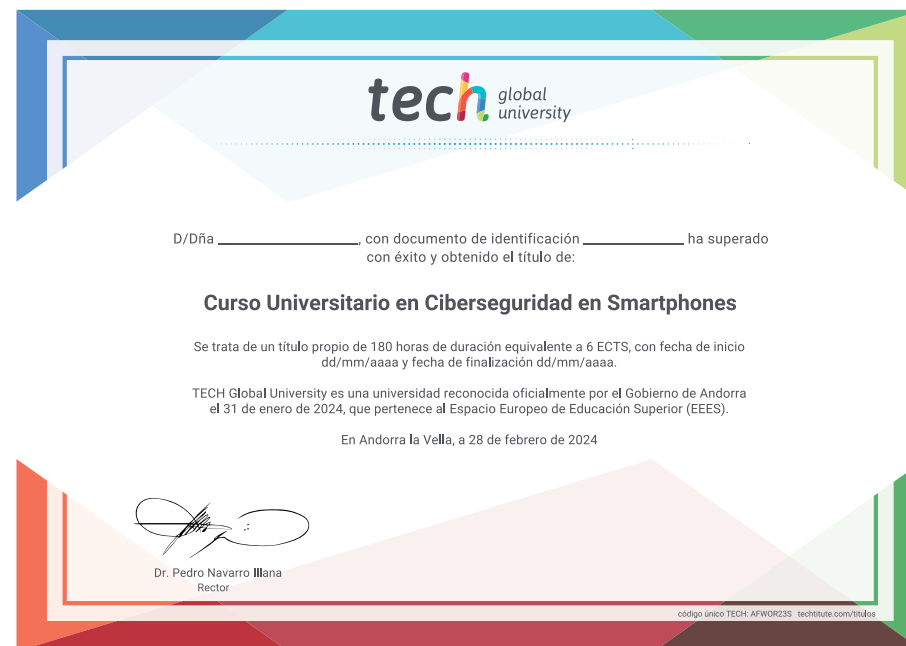 tech global university
D/Dña ____________________, con documento de identificación ______________ ha superado
con éxito y obtenido el título de:
Curso Universitario en Ciberseguridad en Smartphones
Se trata de un título propio de 180 horas de duración equivalente a 6 ECTS, con fecha de inicio
dd/mm/aaaa y fecha de finalización dd/mm/aaaa.
TECH Global University es una universidad reconocida oficialmente por el Gobierno de Andorra
el 31 de enero de 2024, que pertenece al Espacio Europeo de Educación Superior (EEES).
En Andorra la Vella, a 28 de febrero de 2024
Dr. Pedro Navarro Illana
Rector
código único TECH: AFWOR23S techtitute.com/titulos